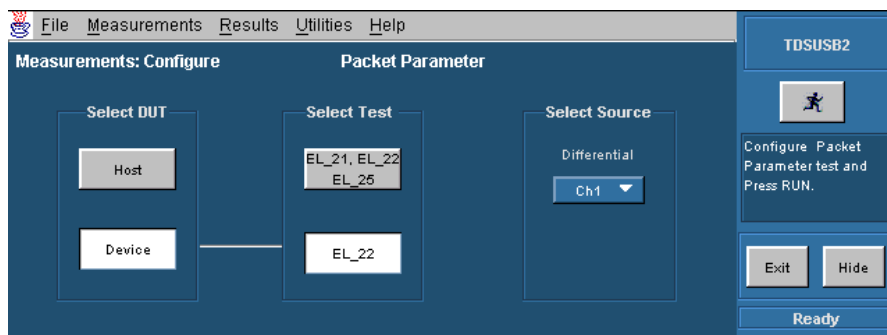 File Measurements Results Utilities Help
Measurements: Configure Packet Parameter
Select DUT
Host
Device
Select Test
EL_21, EL_22
EL_25
EL_22
Select Source
Differential
Ch1
TDSUSB2
Configure Packet
Parameter test and
Press RUN.
Exit Hide
Ready